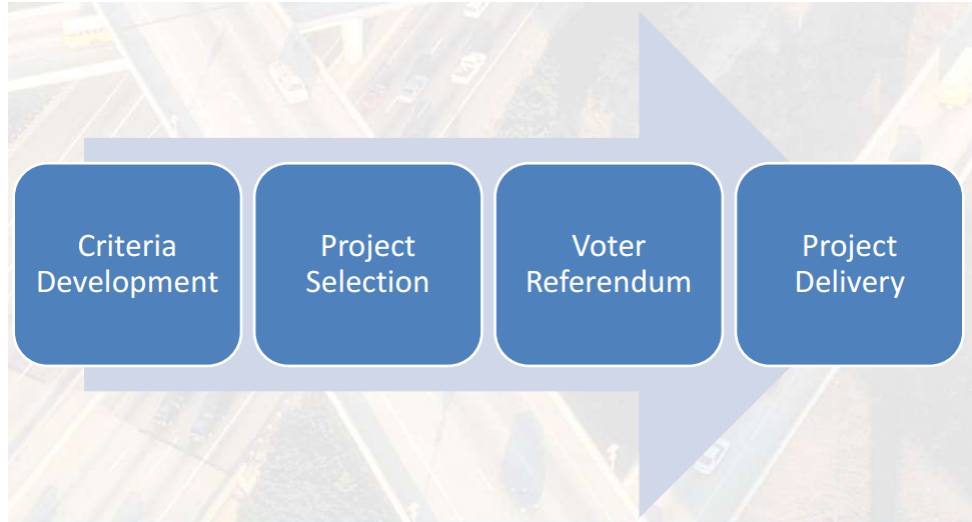 Criteria
Development
Project
Selection
Voter
Referendum
Project
Delivery